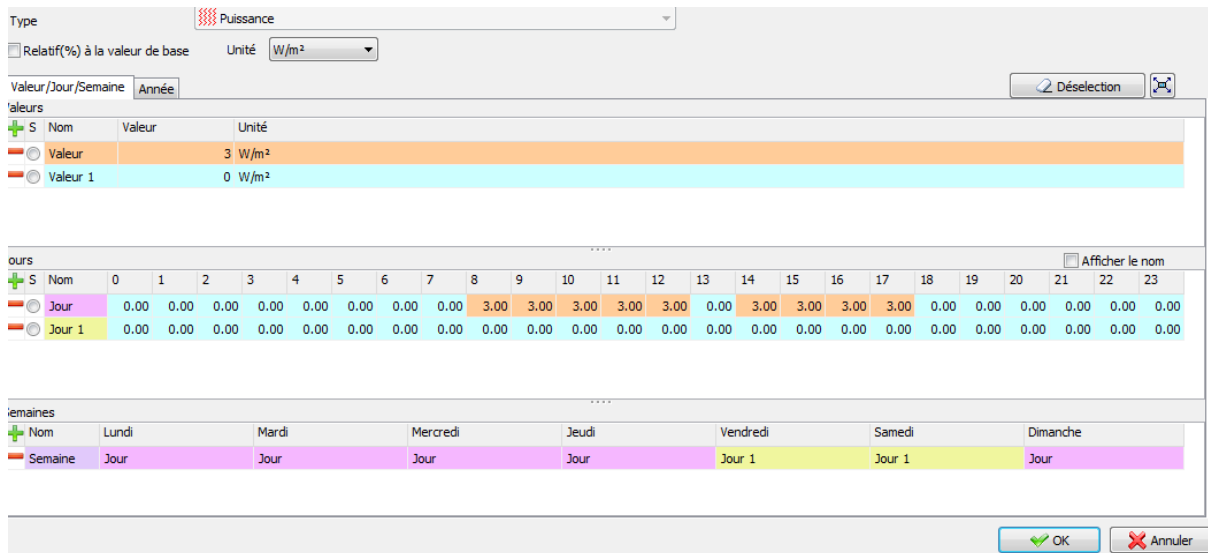 Type Puissance
Relatif(%) à la valeur de base Unité W/m²
Valeur/Jour/Semaine Année Déselection
Valeurs
S Nom Valeur Unité
Valeur 3 W/m²
Valeur 1 0 W/m²
ours Afficher le nom
S Nom 0 1 2 3 4 5 6 7 8 9 10 11 12 13 14 15 16 17 18 19 20 21 22 23
Jour 0.00 0.00 0.00 0.00 0.00 0.00 0.00 0.00 3.00 3.00 3.00 3.00 3.00 0.00 3.00 3.00 3.00 3.00 0.00 0.00 0.00 0.00 0.00 0.00
Jour 1 0.00 0.00 0.00 0.00 0.00 0.00 0.00 0.00 0.00 0.00 0.00 0.00 0.00 0.00 0.00 0.00 0.00 0.00 0.00 0.00 0.00 0.00 0.00 0.00
Semaines
Nom Lundi Mardi Mercredi Jeudi Vendredi Samedi Dimanche
Semaine Jour Jour Jour Jour Jour 1 Jour 1 Jour
OK Annuler